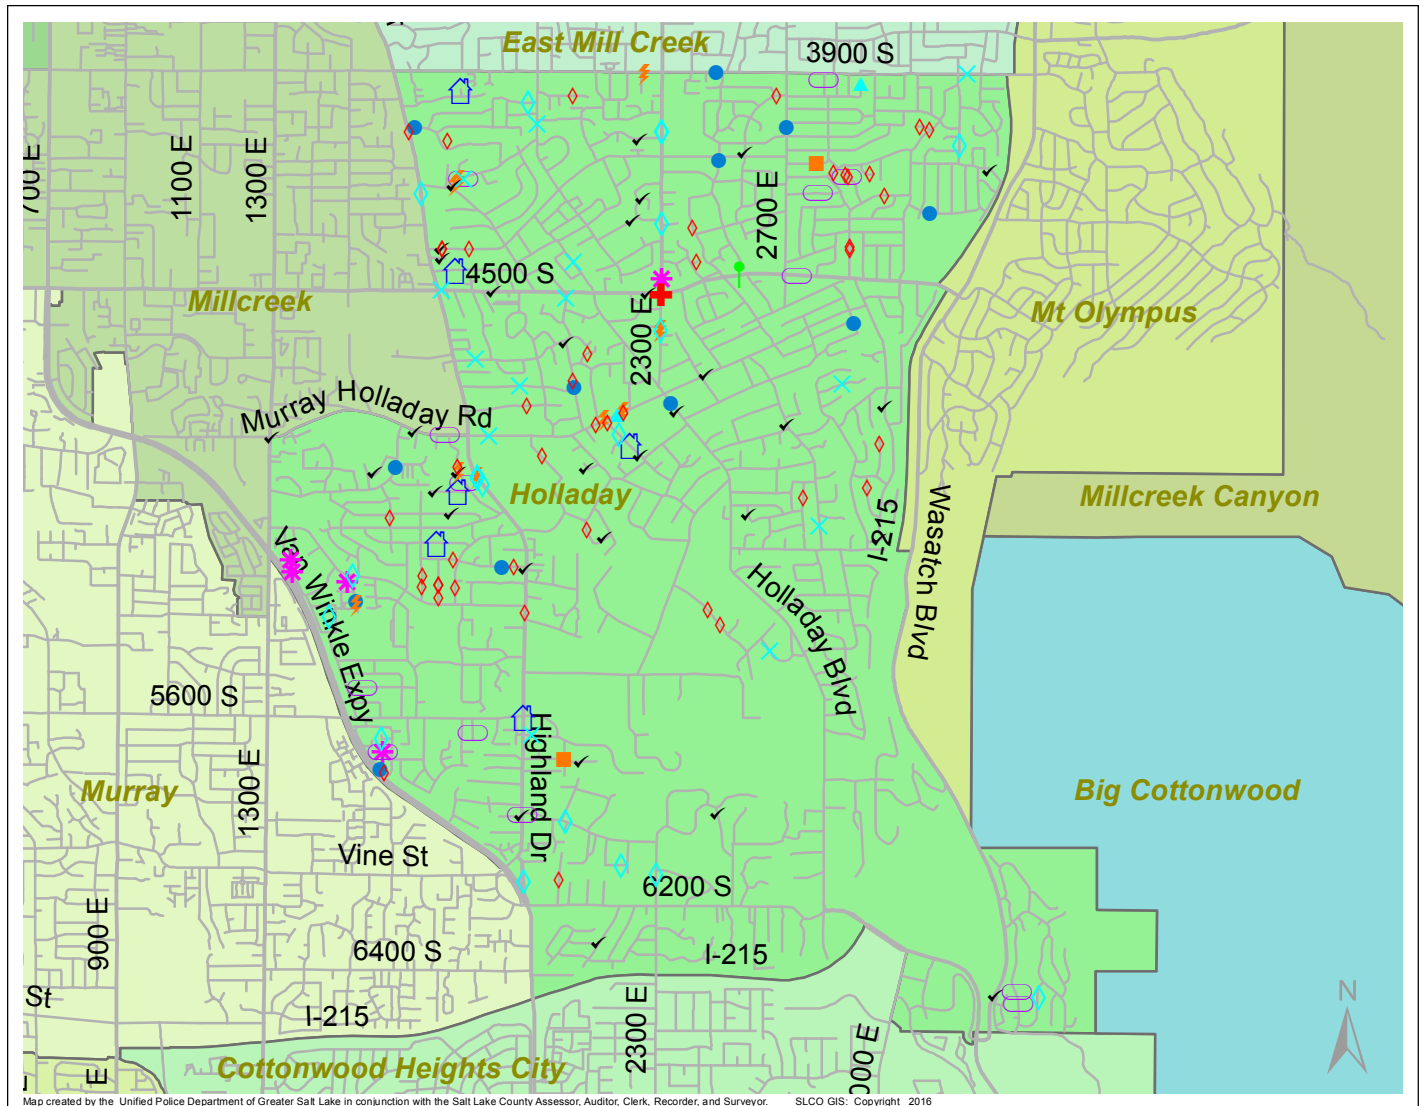 East Mill Creek
3900 S
700 E
1100 E
1300 E
2700 E
4500 S
Millcreek
Mt Olympus
2300 E
Murray Holladay Rd
Holladay
Millcreek Canyon
I-215
Wasatch Blvd
Van Winkle Expy
Holladay Blvd
5600 S
Highland Dr
Murray
1300 E
Big Cottonwood
Vine St
6200 S
900 E
6400 S
I-215
St
I-215
2300 E
N
Cottonwood Heights City
E
000 E
Map created by the Unified Police Department of Greater Salt Lake in conjunction with the Salt Lake County Assessor, Auditor, Clerk, Recorder, and Surveyor. SLCO GIS: Copyright 2016